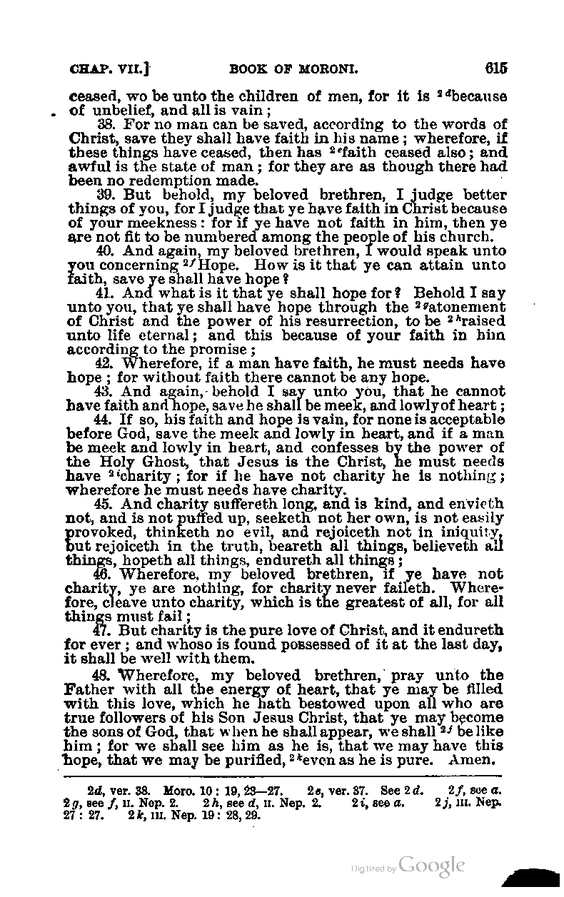 CHAP. VII.] BOOK OF MORONI. 615
ceased, wo be unto the children of men, for it is 2dbecause
of unbelief, and all is vain ;
38. For no man can be saved, according to the words of
Christ, save they shall have faith in his name ; wherefore, if
these things have ceased, then has 2efaith ceased also ; and
awful is the state of man ; for they are as though there had
been no redemption made.
39. But behold, my beloved brethren, I judge better
things of you, for I judge that ye have faith in Christ because
of your meekness : for if ye have not faith in him, then ye
are not fit to be numbered among the people of his church.
40. And again, my beloved brethren, I would speak unto
you concerning 2fHope. How is it that ye can attain unto
faith, save ye shall have hope ?
41. And what is it that ye shall hope for ? Behold I say
unto you, that ye shall have hope through the 2gatonement
of Christ and the power of his resurrection, to be 2hraised
unto life eternal ; and this because of your faith in him
according to the promise ;
42. Wherefore, if a man have faith, he must needs have
hope ; for without faith there cannot be any hope.
43. And again, behold I say unto you, that he cannot
have faith and hope, save he shall be meek, and lowly of heart ;
44. If so, his faith and hope is vain, for none is acceptable
before God, save the meek and lowly in heart, and if a man
be meek and lowly in heart, and confesses by the power of
the Holy Ghost, that Jesus is the Christ, he must needs
have 2icharity ; for if he have not charity he is nothing ;
wherefore he must needs have charity.
45. And charity suffereth long, and is kind, and envieth
not, and is not puffed up, seeketh not her own, is not easily
provoked, thinketh no evil, and rejoiceth not in iniquity,
but rejoiceth in the truth, beareth all things, believeth all
things, hopeth all things, endureth all things ;
46. Wherefore, my beloved brethren, if ye have not
charity, ye are nothing, for charity never faileth. Where-
fore, cleave unto charity, which is the greatest of all, for all
things must fail ;
47. But charity is the pure love of Christ, and it endureth
for ever ; and whoso is found possessed of it at the last day,
it shall be well with them.
48. Wherefore, my beloved brethren, pray unto the
Father with all the energy of heart, that ye may be filled
with this love, which he hath bestowed upon all who are
true followers of his Son Jesus Christ, that ye may become
the sons of God, that when he shall appear, we shall 2j be like
him ; for we shall see him as he is, that we may have this
hope, that we may be purified, 2keven as he is pure. Amen.
2d, ver. 38. Moro. 10 : 19, 23—27. 2e, ver. 37. See 2d. 2f, see a.
2g, see f, II. Nep. 2. 2h, see d, II. Nep. 2. 2i, see a. 2j, III. Nep.
27 : 27. 2k, III. Nep. 19 : 28, 29.
Digitized by Google